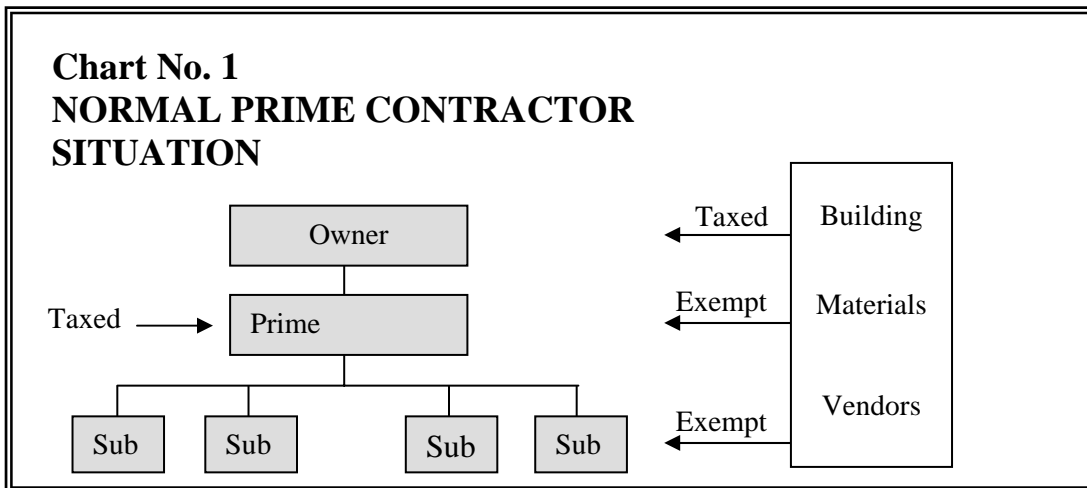 Chart No. 1
NORMAL PRIME CONTRACTOR
SITUATION
Owner
Taxed
Building
Taxed
Prime
Exempt
Materials
Sub
Sub
Sub
Sub
Exempt
Vendors